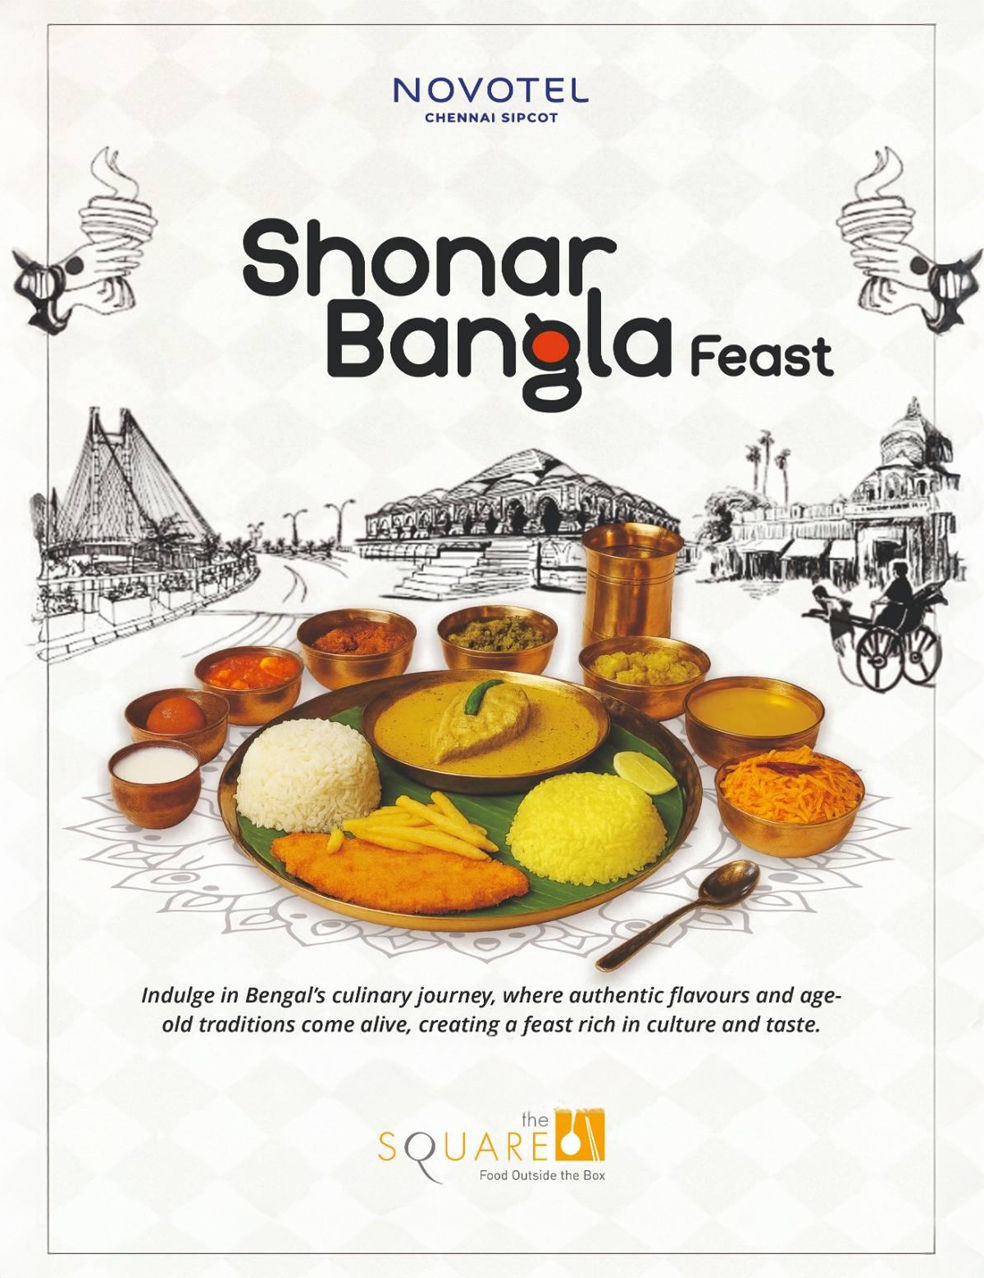 NOVOTEL
CHENNAI SIPCOT
Shonar
Bangla Feast
Indulge in Bengal's culinary journey, where authentic flavours and age-
old traditions come alive, creating a feast rich in culture and taste.
the
SQUARE
Food Outside the Box